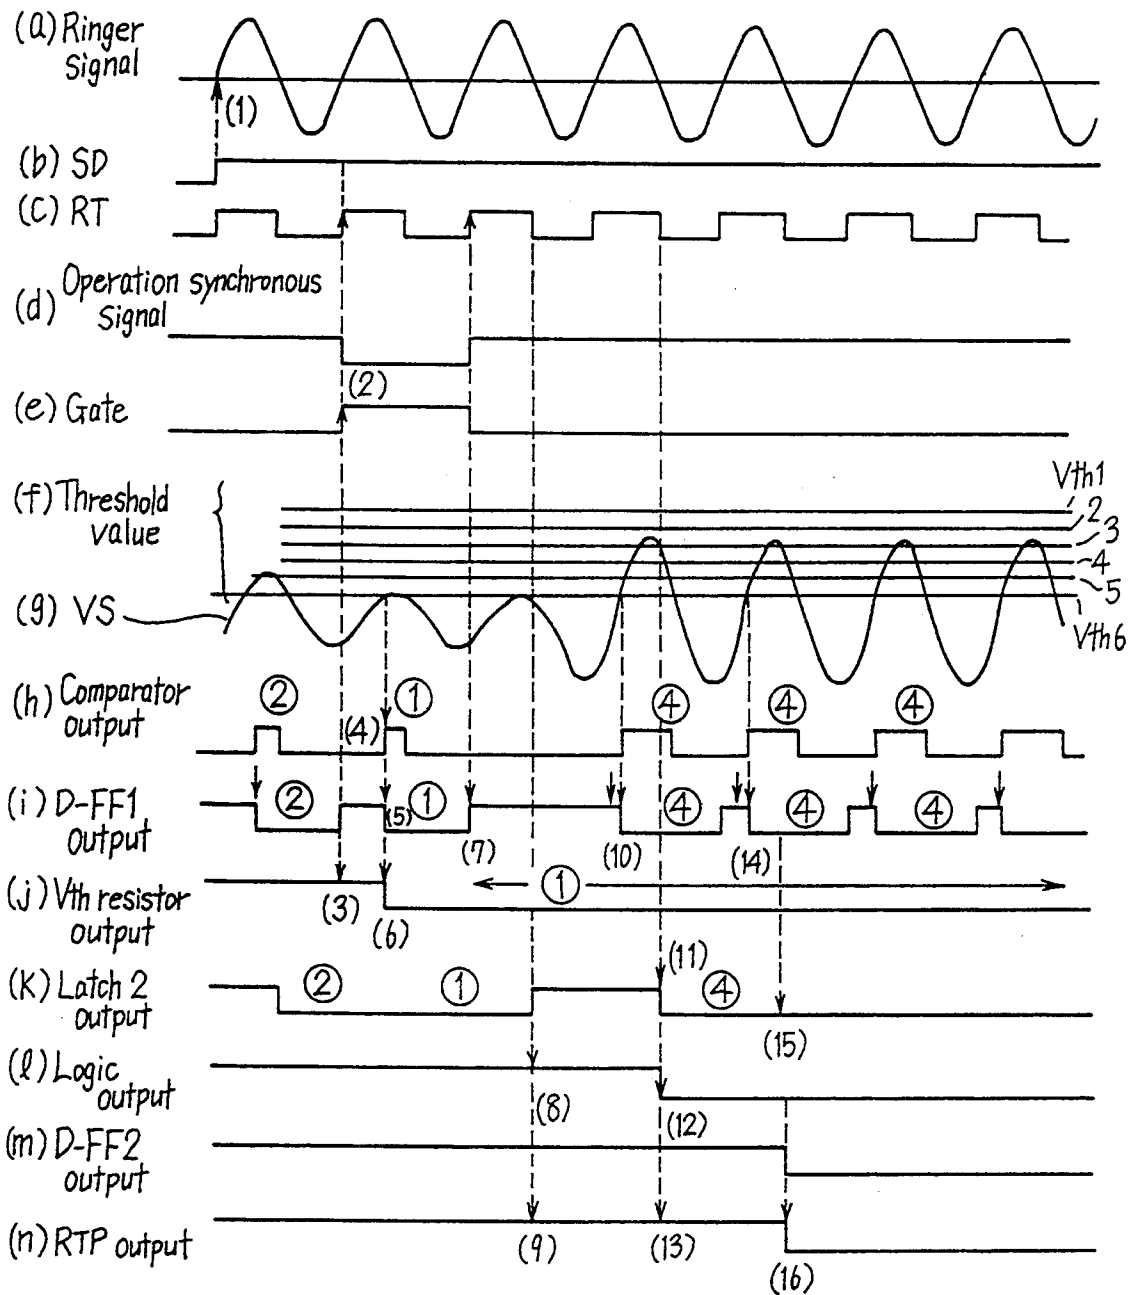 (a) Ringer
Signal
(1)
(b) SD
(c) RT
Operation synchronous
(d) Signal
(2)
(e) Gate
(f) Threshold
value
Vth1
2
3
4
5
Vth6
(g) VS
(h) Comparator
output
② ① ④ ④ ④
(4)
(i) D-FF1
output
② ① ④ ④ ④
(5)
(7) (10) (14)
(j) Vth resistor
output
①
(3) (6)
(11)
(k) Latch 2
output
② ① ④
(15)
(l) Logic
output
(8) (12)
(m) D-FF2
output
(n) RTP output
(9) (13) (16)